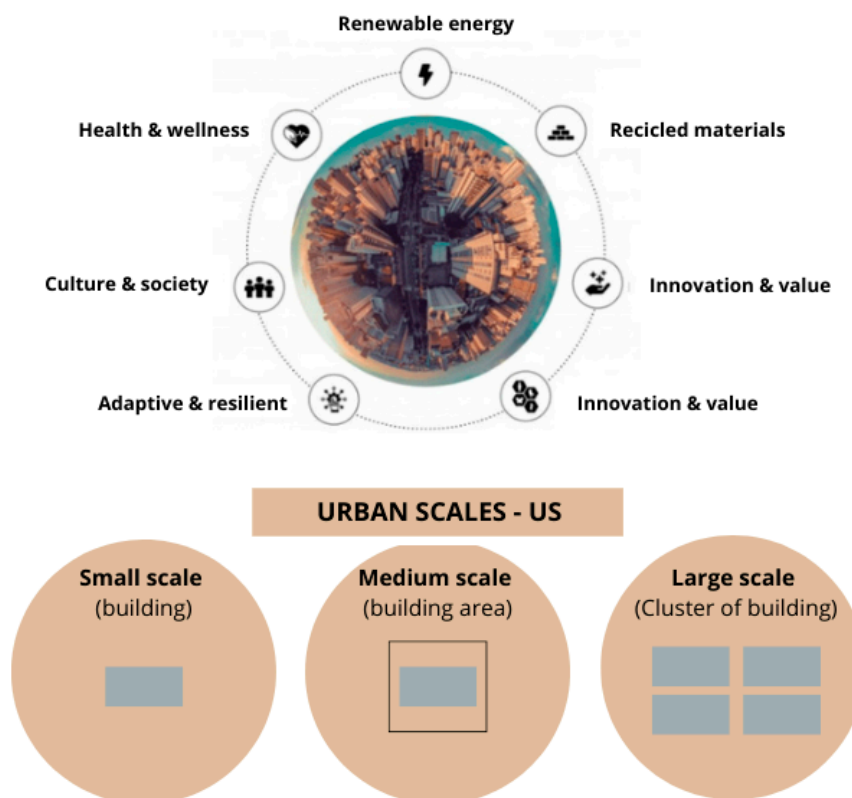 Renewable energy
Health & wellness
Recicled materials
Culture & society
Innovation & value
Adaptive & resilient
Innovation & value
URBAN SCALES - US
Small scale
(building)
Medium scale
(building area)
Large scale
(Cluster of building)